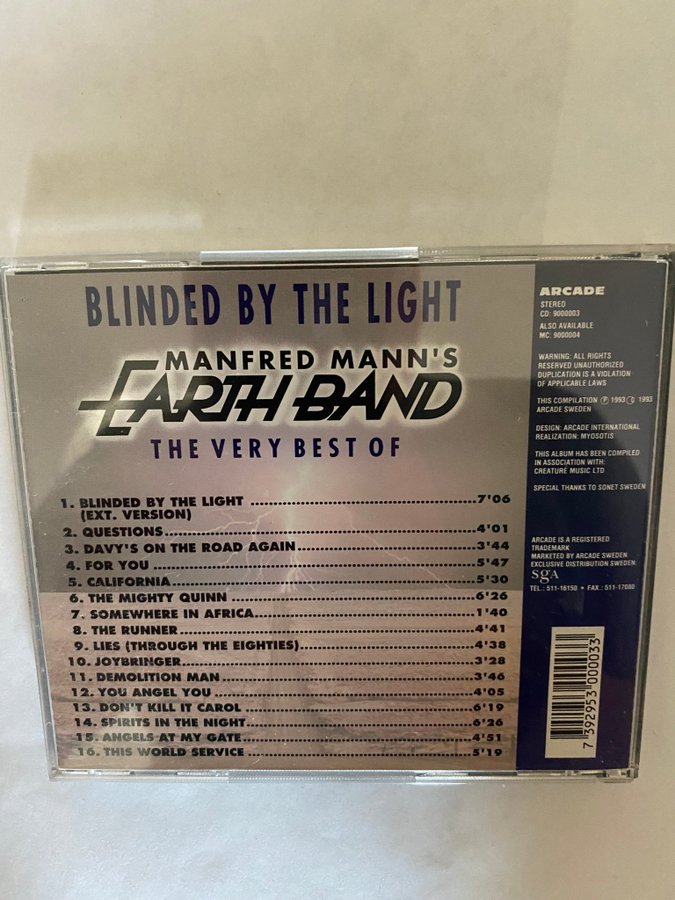 BLINDED BY THE LIGHT
MANFRED MANN'S
EARTH BAND
THE VERY BEST OF
1. BLINDED BY THE LIGHT 7'06
(EXT. VERSION)
2. QUESTIONS 4'01
3. DAVY'S ON THE ROAD AGAIN 3'44
4. FOR YOU 5'47
5. CALIFORNIA 5'30
6. THE MIGHTY QUINN 6'26
7. SOMEWHERE IN AFRICA 1'40
8. THE RUNNER 4'41
9. LIES (THROUGH THE EIGHTIES) 4'38
10. JOYBRINGER 3'28
11. DEMOLITION MAN 3'46
12. YOU ANGEL YOU 4'05
13. DON'T KILL IT CAROL 6'19
14. SPIRITS IN THE NIGHT 6'26
15. ANGELS AT MY GATE 4'51
16. THIS WORLD SERVICE 5'19
ARCADE
STEREO
CD: 9000003
ALSO AVAILABLE
MC: 9000004
WARNING: ALL RIGHTS
RESERVED UNAUTHORIZED
DUPLICATION IS A VIOLATION
OF APPLICABLE LAWS
THIS COMPILATION ℗ 1993 © 1993
ARCADE SWEDEN
DESIGN: ARCADE INTERNATIONAL
REALIZATION: MYOSOTIS
THIS ALBUM HAS BEEN COMPILED
IN ASSOCIATION WITH:
CREATURE MUSIC LTD
SPECIAL THANKS TO SONET SWEDEN
ARCADE IS A REGISTERED
TRADEMARK
MARKETED BY ARCADE SWEDEN
EXCLUSIVE DISTRIBUTION SWEDEN:
SGA
TEL.: 511-16150 • FAX.: 511-17080
7 392953 000033